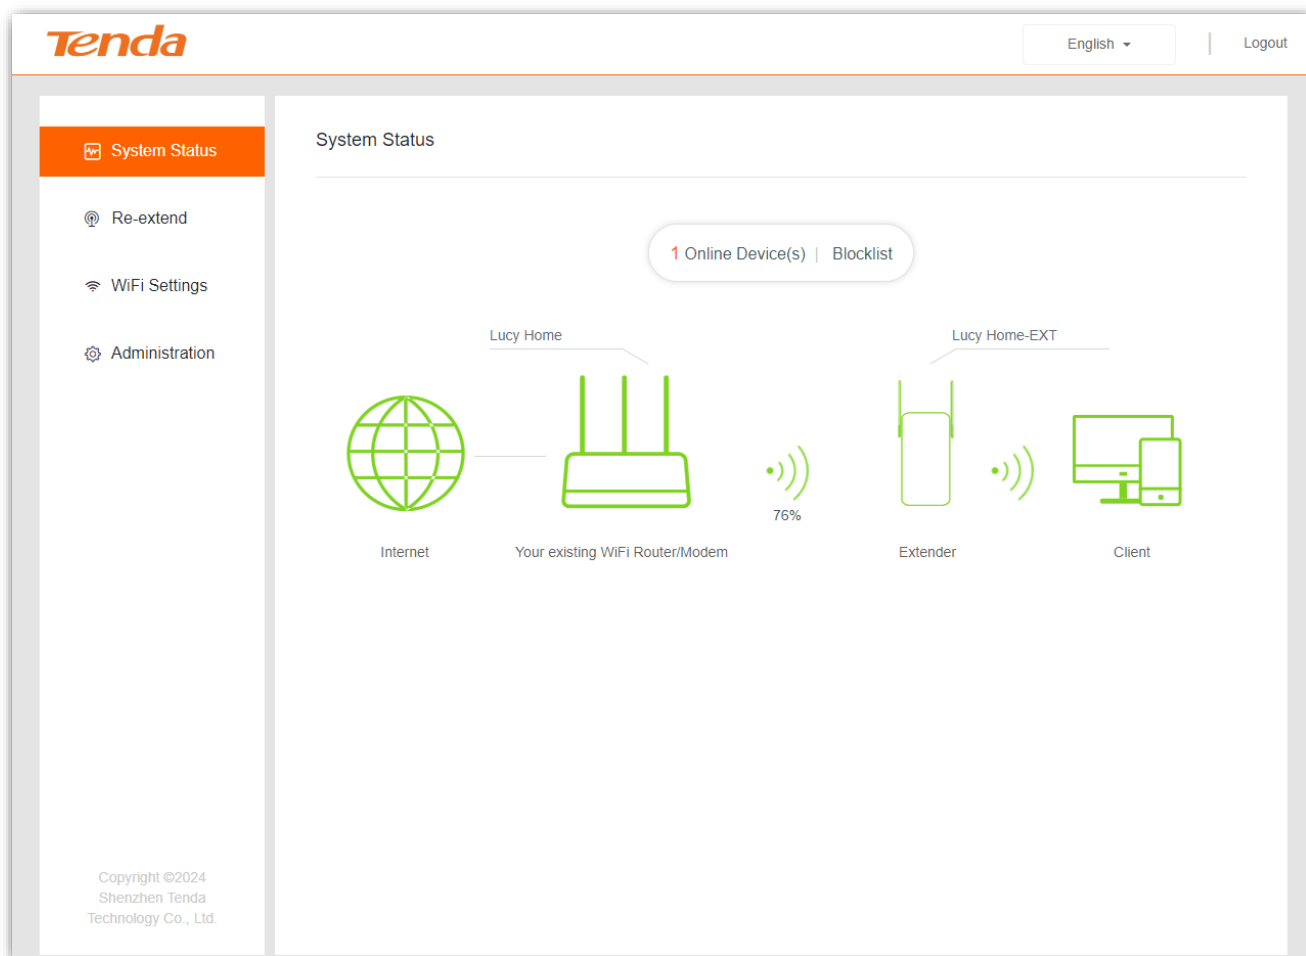 Tenda
English
Logout
System Status
Re-extend
WiFi Settings
Administration
System Status
1 Online Device(s) | Blocklist
Lucy Home
Lucy Home-EXT
76%
Internet
Your existing WiFi Router/Modem
Extender
Client
Copyright ©2024
Shenzhen Tenda
Technology Co., Ltd.